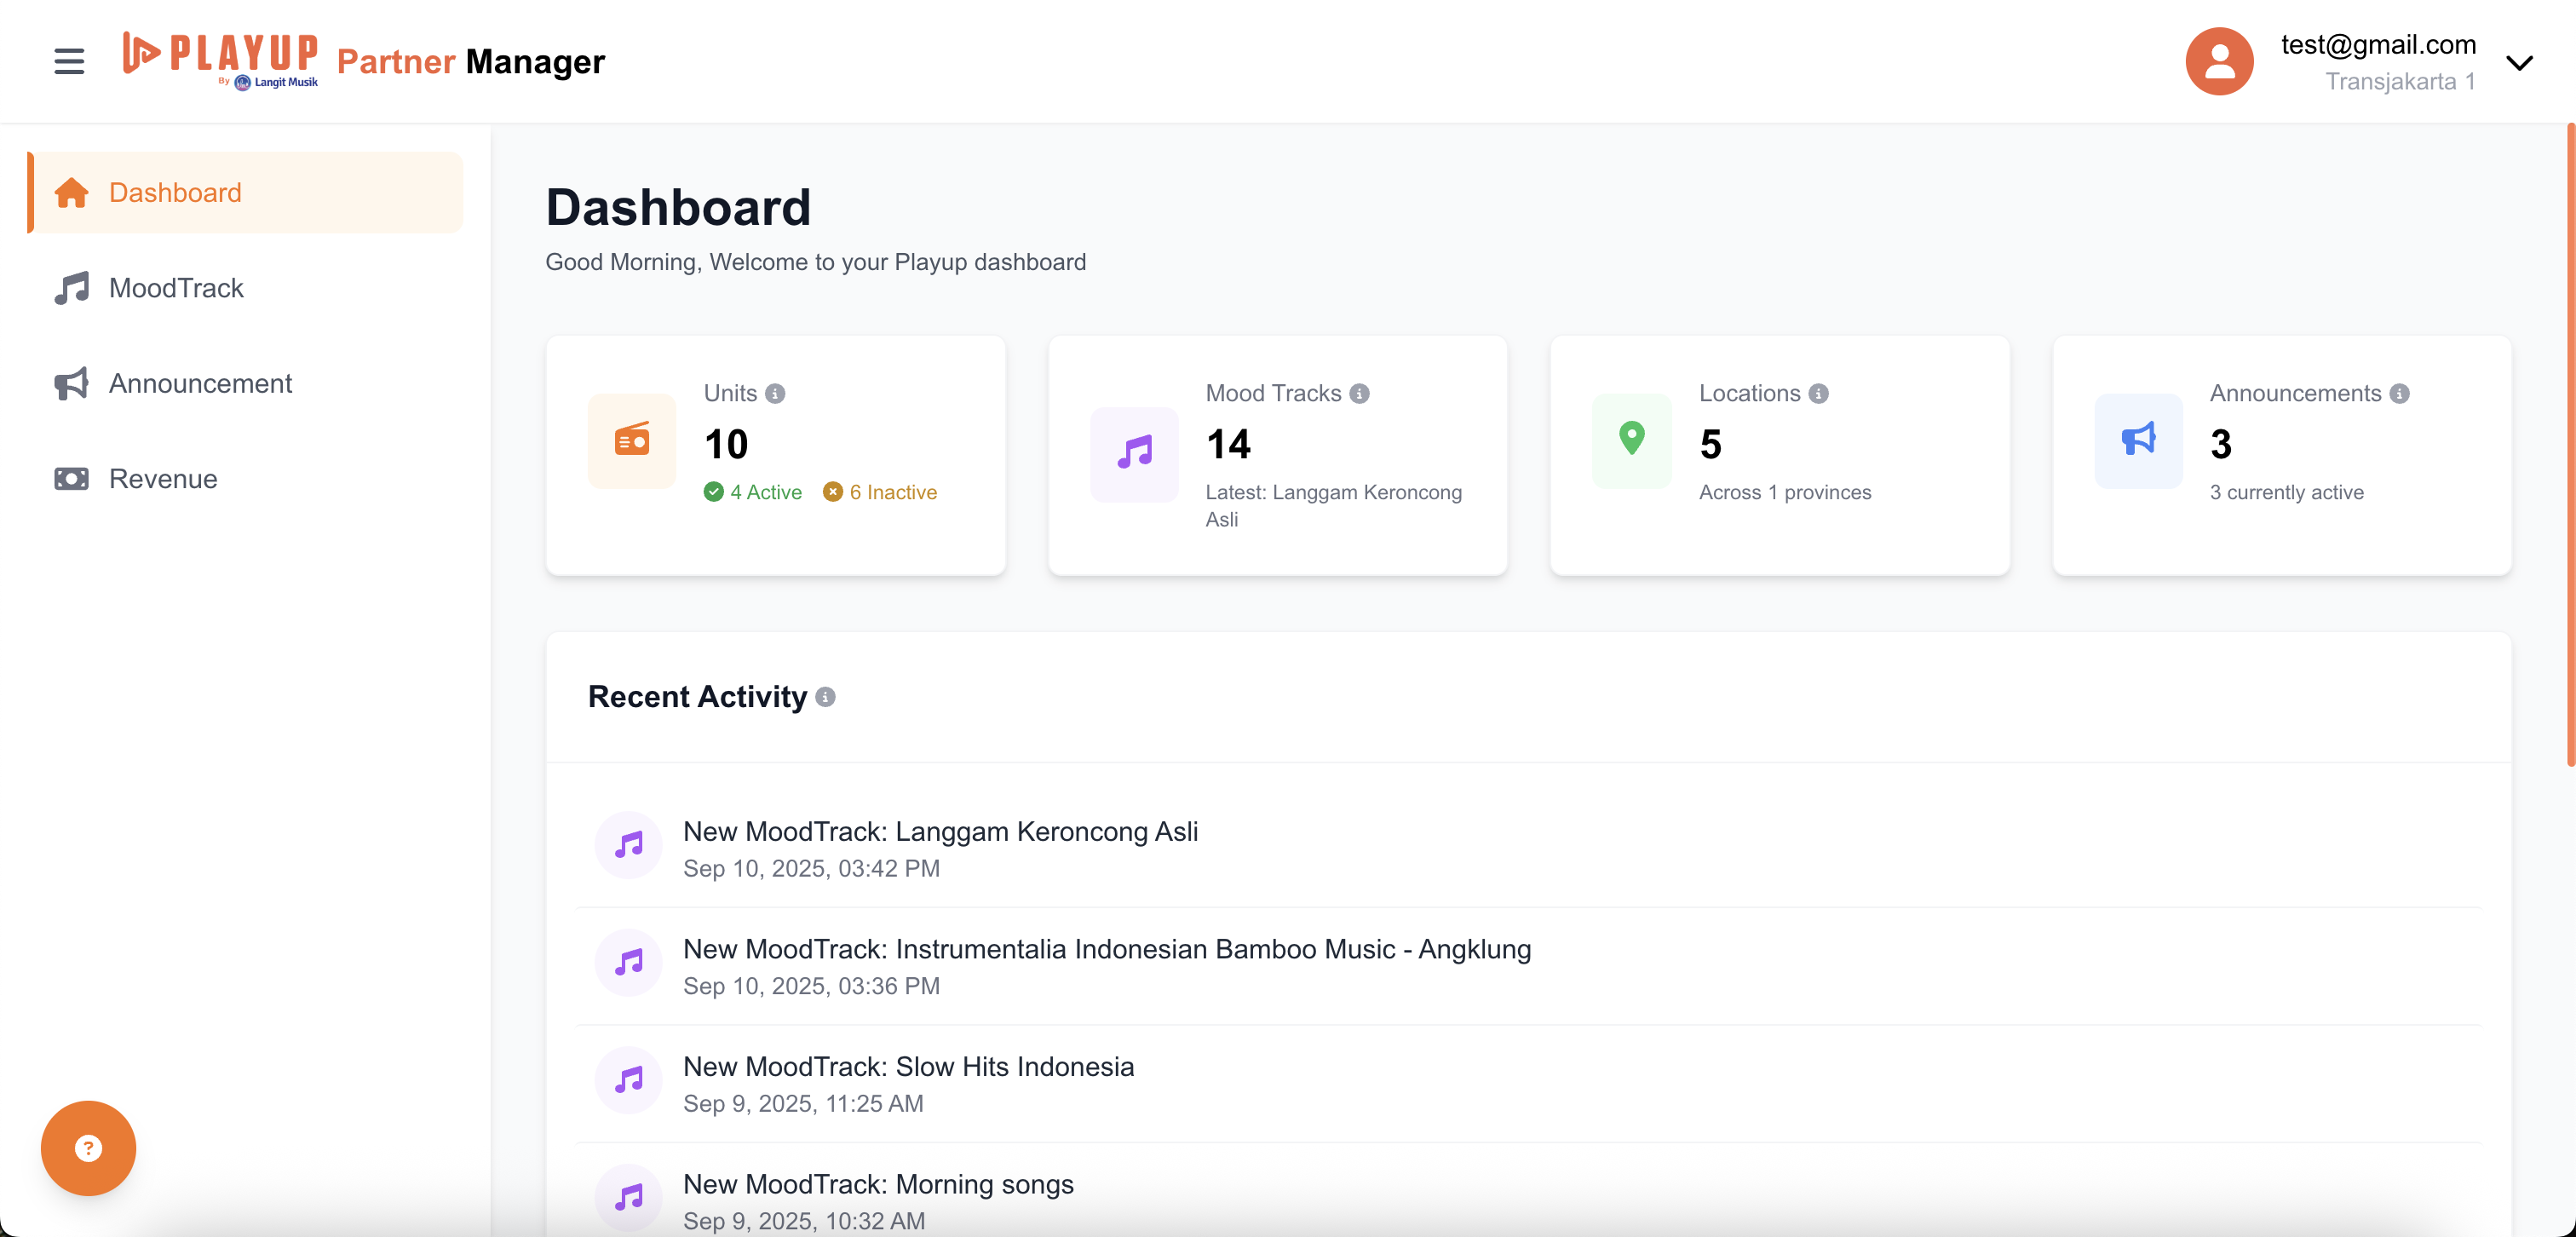 PLAYUP
By Langit Musik
Partner Manager
test@gmail.com
Transjakarta 1
Dashboard
MoodTrack
Announcement
Revenue
Dashboard
Good Morning, Welcome to your Playup dashboard
Units
10
4 Active 6 Inactive
Mood Tracks
14
Latest: Langgam Keroncong
Asli
Locations
5
Across 1 provinces
Announcements
3
3 currently active
Recent Activity
New MoodTrack: Langgam Keroncong Asli
Sep 10, 2025, 03:42 PM
New MoodTrack: Instrumentalia Indonesian Bamboo Music - Angklung
Sep 10, 2025, 03:36 PM
New MoodTrack: Slow Hits Indonesia
Sep 9, 2025, 11:25 AM
New MoodTrack: Morning songs
Sep 9, 2025, 10:32 AM
?